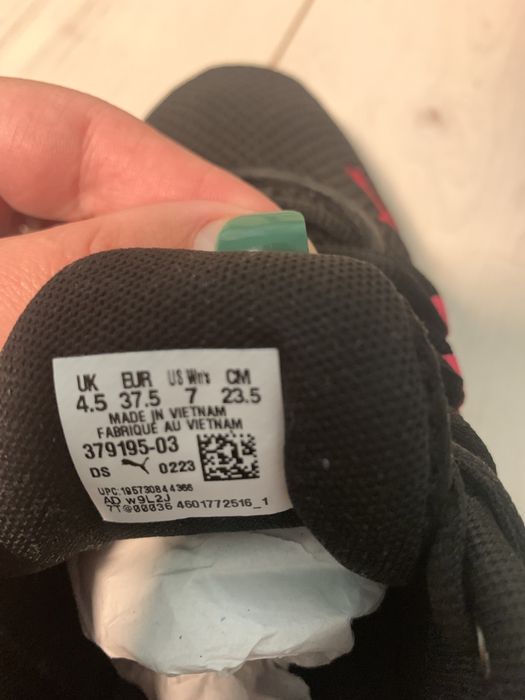 UK EUR US Wn's CM
4.5 37.5 7 23.5
MADE IN VIETNAM
FABRIQUÉ AU VIETNAM
379195-03
DS 0223
UPC:195730844366
AD W9L2J
7T@00036 4601772516_1